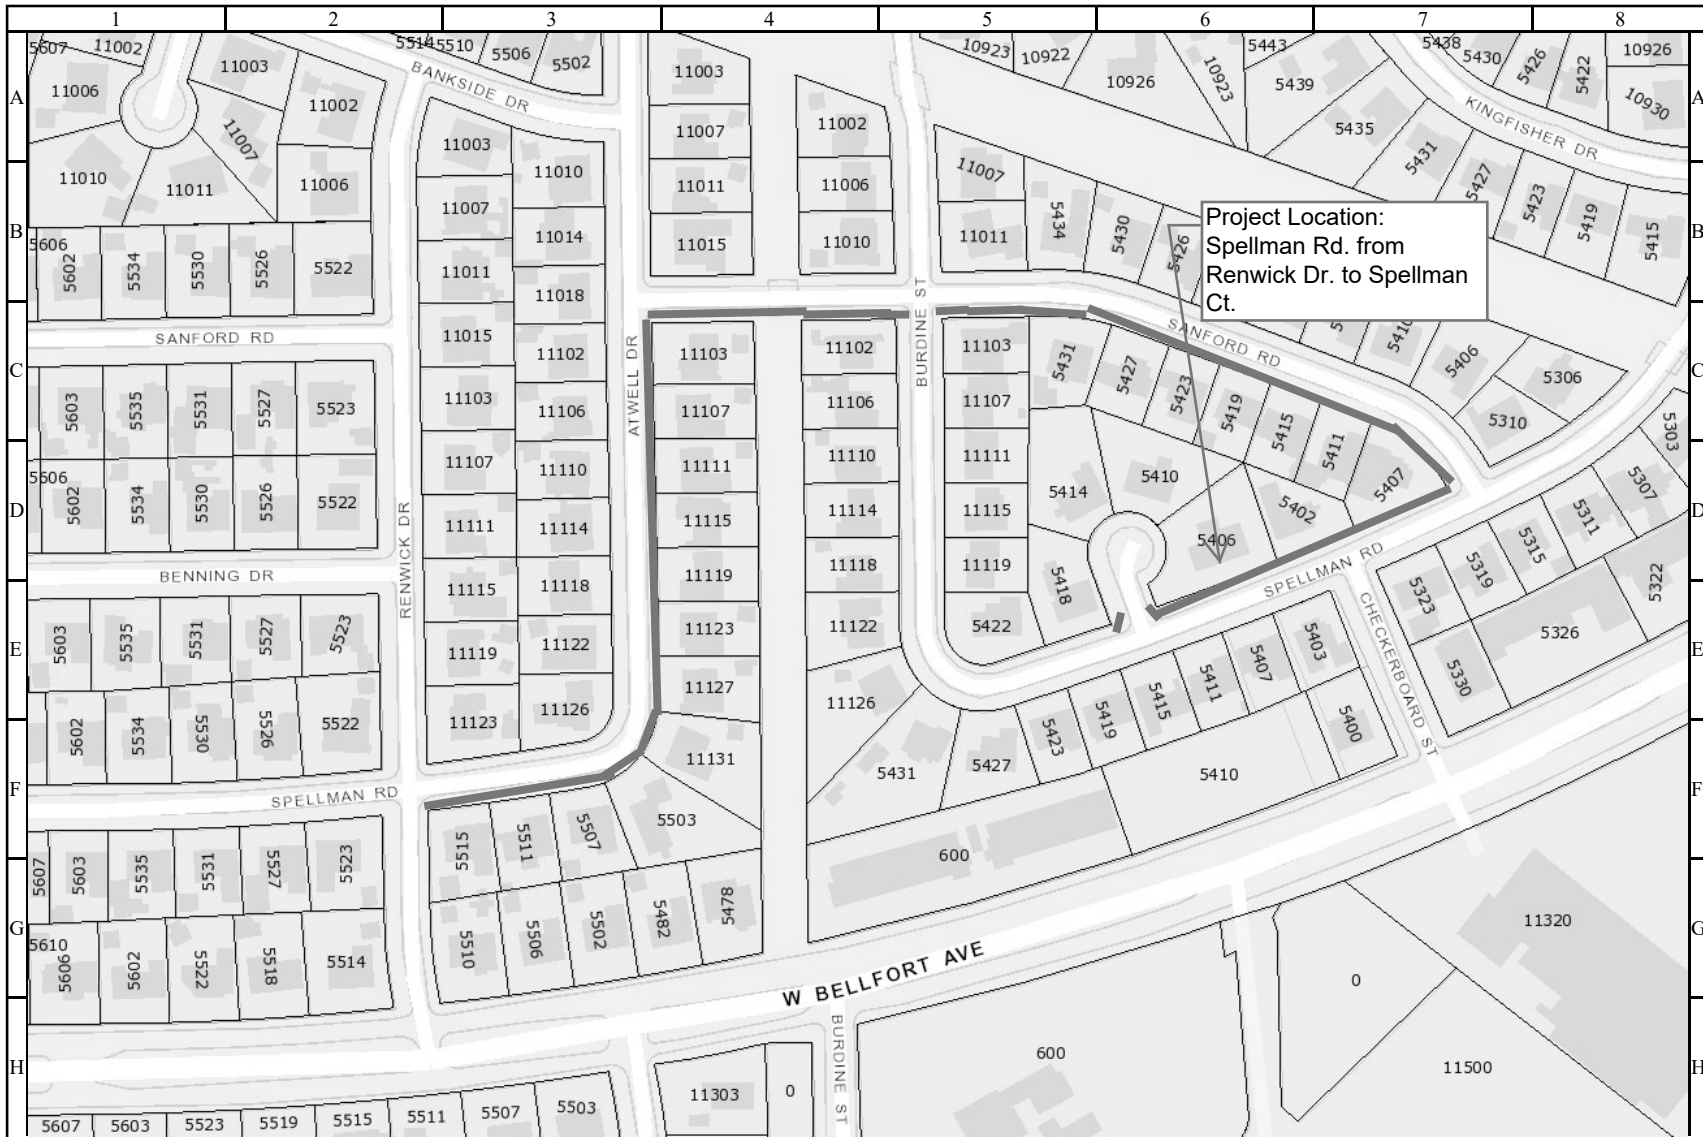 1 2 3 4 5 6 7 8
A A
B B
C C
D D
E E
F F
G G
H H
Project Location:
Spellman Rd. from
Renwick Dr. to Spellman
Ct.
5607 11002 5514 5510 5506 5502 10923 10922 5443 5438 5430 5426 5422 10926
11006 11003 11002 11007
BANKSIDE DR
11003 11007 11002 10926 10923 5439 5435 10930
KINGFISHER DR
11010 11011 11006 11003 11010 11011 11006 11007 5431 5427 5423 5419 5415
11007 11014 11015 11010 11011 5434 5430 5426
5606 5602 5534 5530 5526 5522 11011 11018
BURDINE ST
SANFORD RD
SANFORD RD
11015 11102 11103 11102 11103 5431 5427 5423 5419 5415 5411 5407 5410 5406 5306 5310 5303
ATWELL DR
BURDINE ST
5603 5535 5531 5527 5523 11103 11106 11107 11106 11107
5606 5602 5534 5530 5526 5522 11107 11110 11111 11110 11111 5414 5410 5402 5406
RENWICK DR
11111 11114 11115 11114 11115 5307 5311 5315 5319 5323 5322
BENNING DR
SPELLMAN RD
11115 11118 11119 11118 11119 5418
CHECKERBOARD ST
5603 5535 5531 5527 5523 11119 11122 11123 11122 5422 5326 5330
5403 5407 5411 5415 5419 5423 5400
11123 11126 11127 11126
5602 5534 5530 5526 5522 11131 5431 5427 5410
SPELLMAN RD
5515 5511 5507 5503 600
5607 5603 5535 5531 5527 5523
5510 5506 5502 5482 5478 11320
5610 5606 5602 5522 5518 5514
W BELLFORT AVE
0
BURDINE ST
600 11500
11303 0
5607 5603 5523 5519 5515 5511 5507 5503